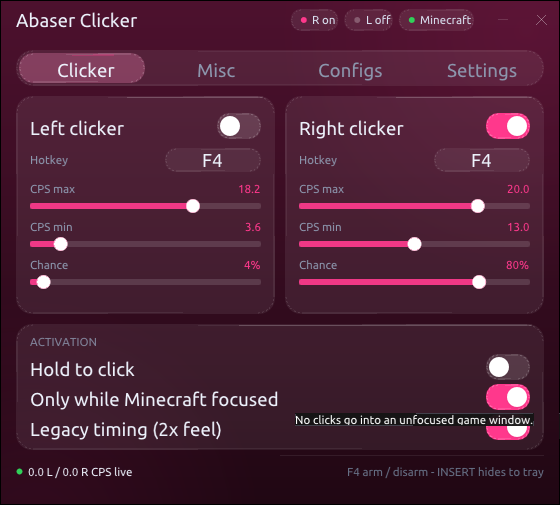 Abaser Clicker
R on
L off
Minecraft
Clicker
Misc
Configs
Settings
Left clicker
Hotkey
F4
CPS max
18.2
CPS min
3.6
Chance
4%
Right clicker
Hotkey
F4
CPS max
20.0
CPS min
13.0
Chance
80%
ACTIVATION
Hold to click
Only while Minecraft focused
No clicks go into an unfocused game window.
Legacy timing (2x feel)
0.0 L / 0.0 R CPS live
F4 arm / disarm - INSERT hides to tray